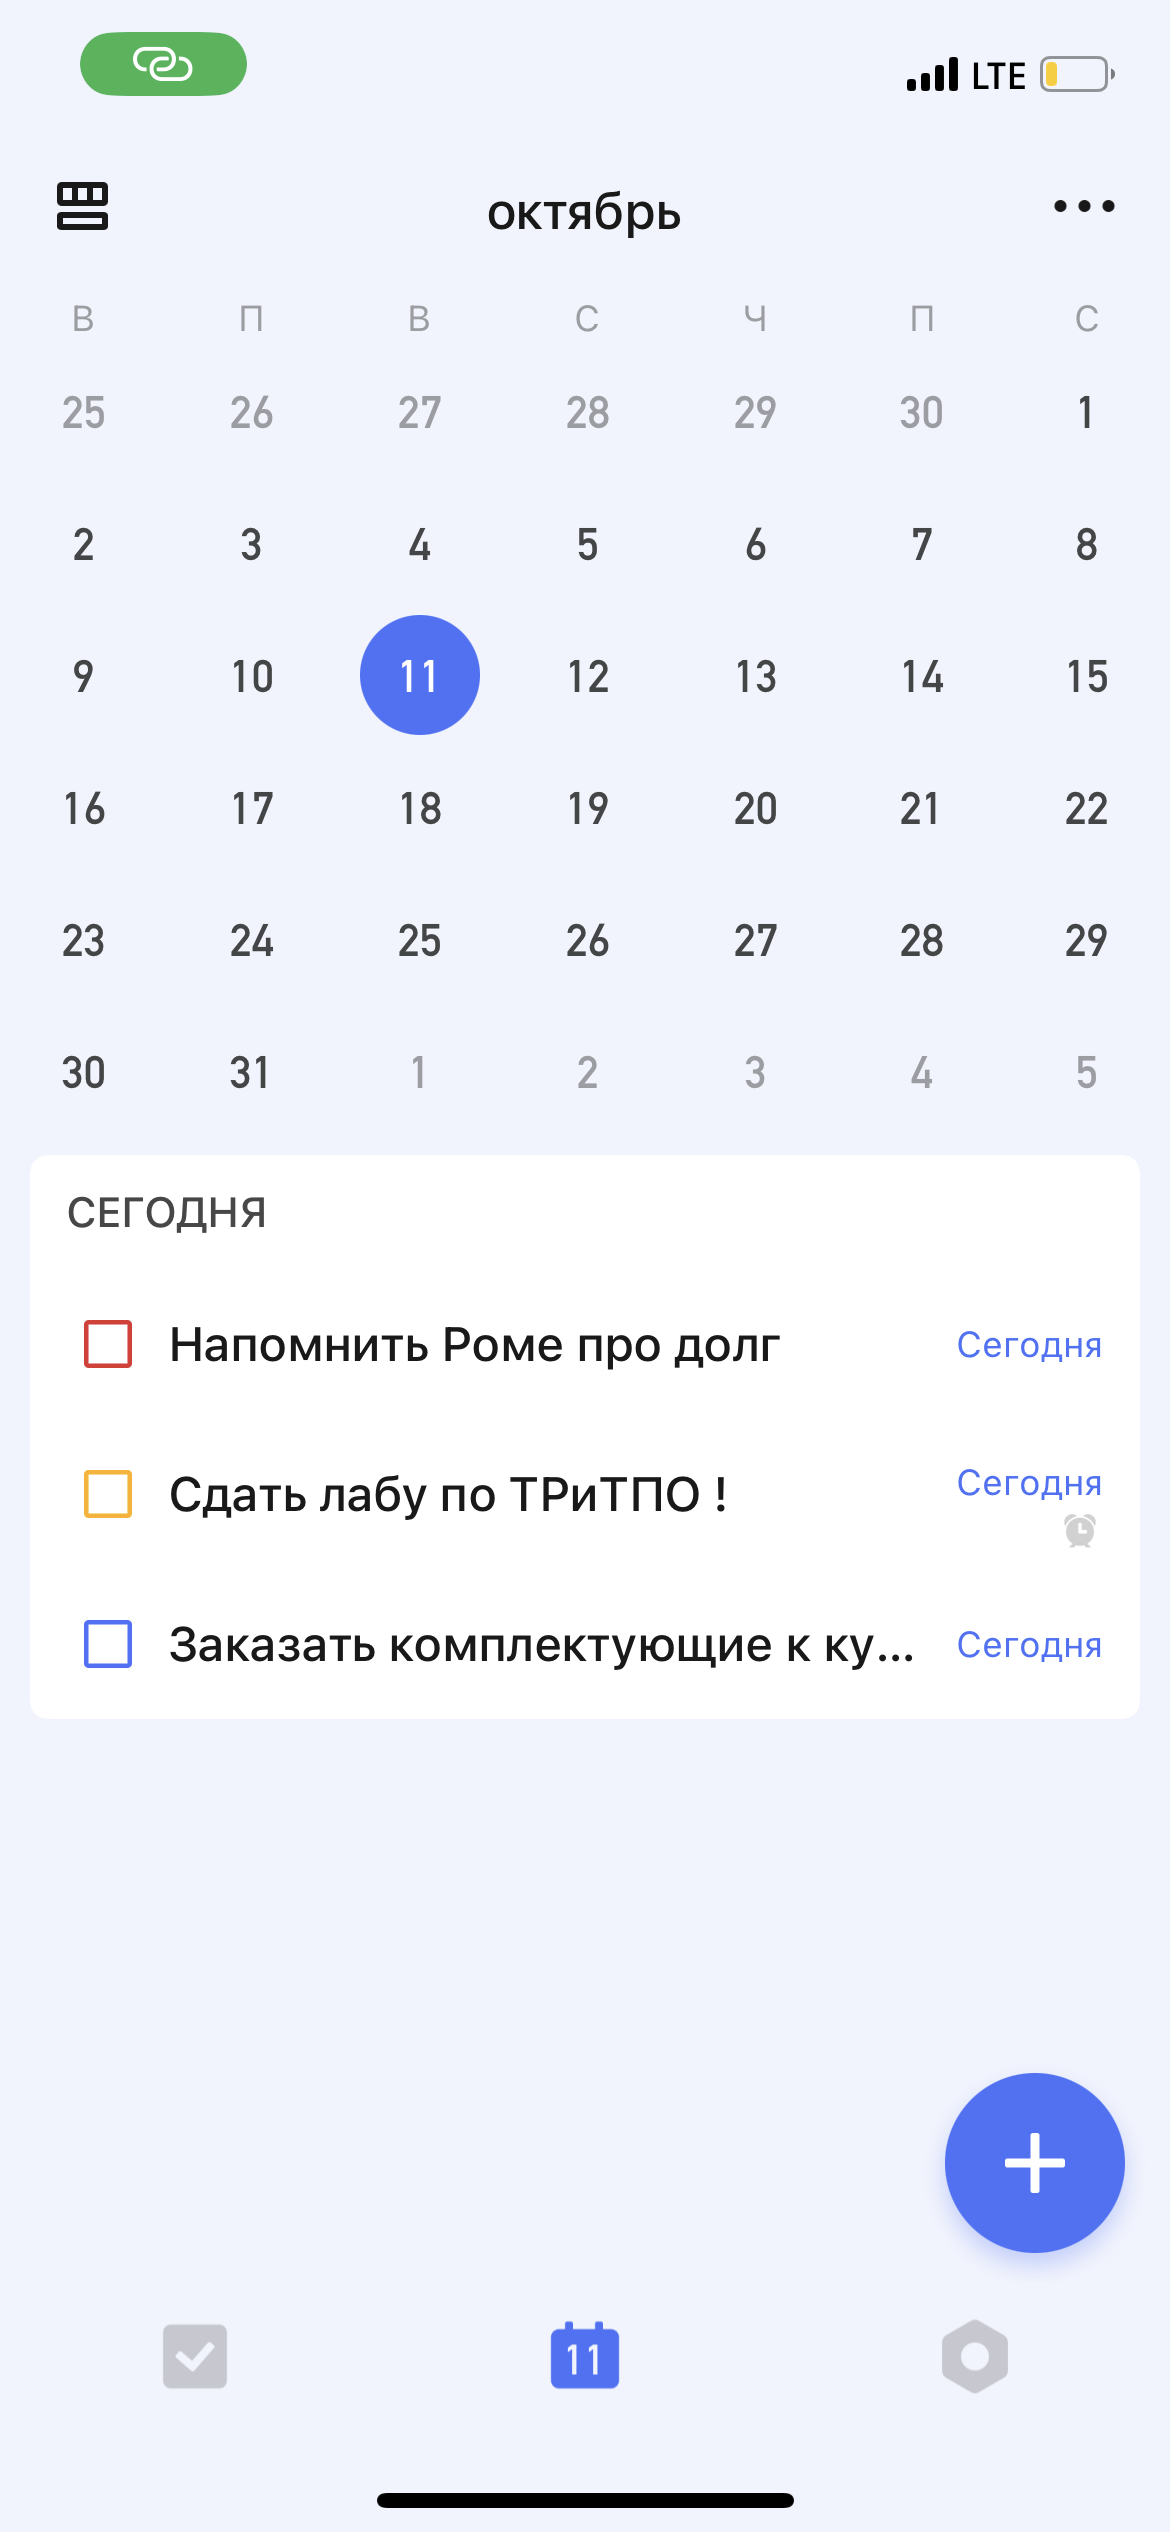 LTE
октябрь
В П В С Ч П С
25 26 27 28 29 30 1
2 3 4 5 6 7 8
9 10 11 12 13 14 15
16 17 18 19 20 21 22
23 24 25 26 27 28 29
30 31 1 2 3 4 5
СЕГОДНЯ
Напомнить Роме про долг Сегодня
Сдать лабу по ТРиТПО ! Сегодня
Заказать комплектующие к ку... Сегодня
11